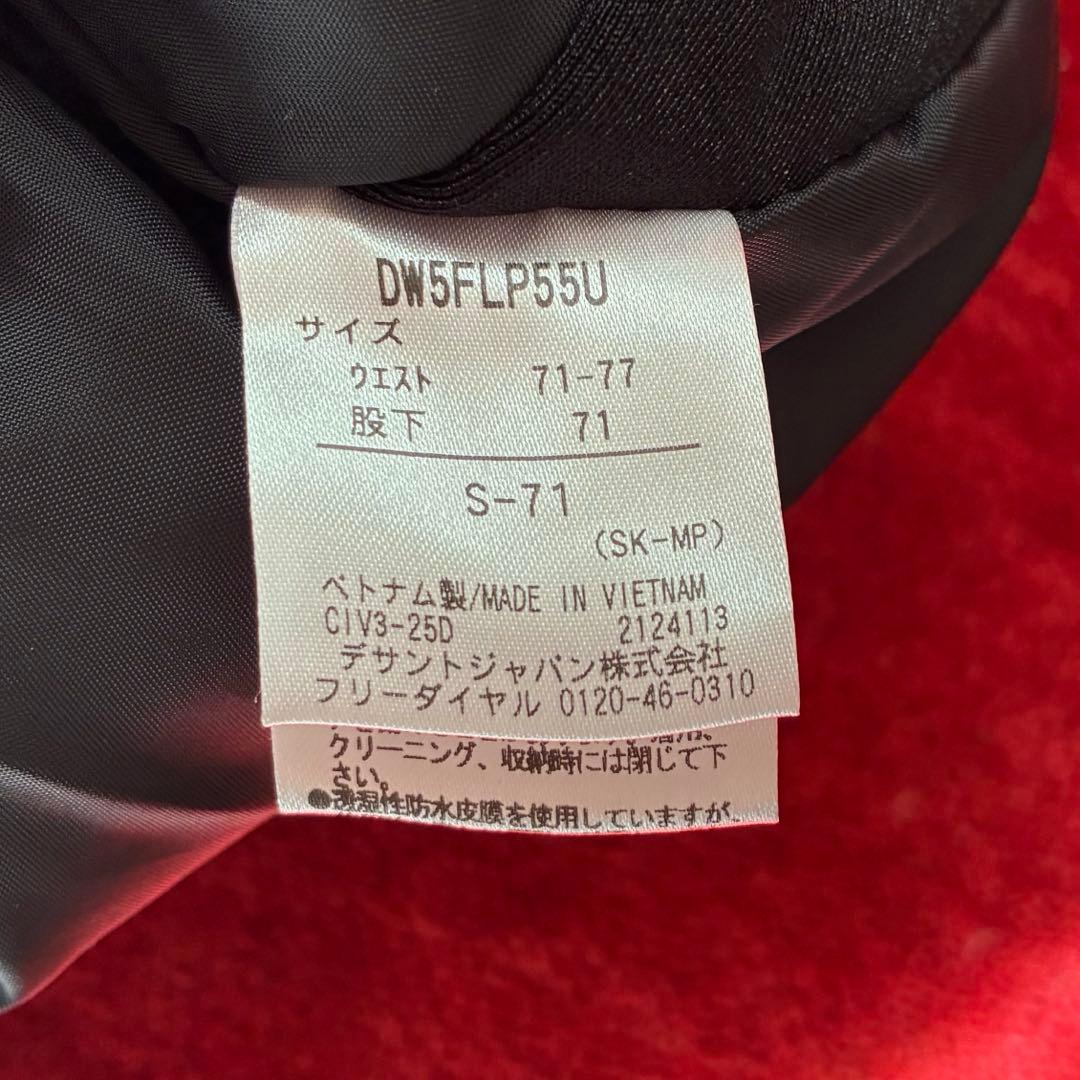 DW5FLP55U
サイズ
ウエスト 71-77
股下 71
S-71
(SK-MP)
ベトナム製/MADE IN VIETNAM
CIV3-25D 2124113
デサントジャパン株式会社
フリーダイヤル 0120-46-0310
クリーニング、収納時には閉じて下
さい。
●透湿性防水皮膜を使用していますが、